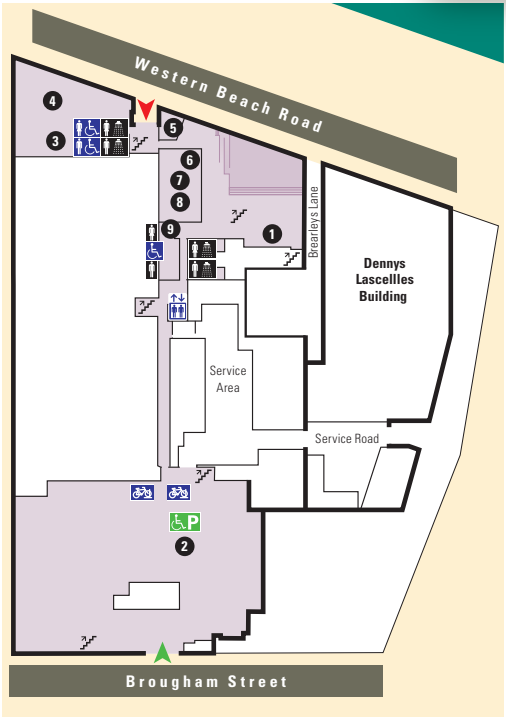 Western Beach Road
4
5
3
6
7
8
Brearleys Lane
9
1
Dennys
Lascellles
Building
Service
Area
Service Road
P
2
Brougham Street